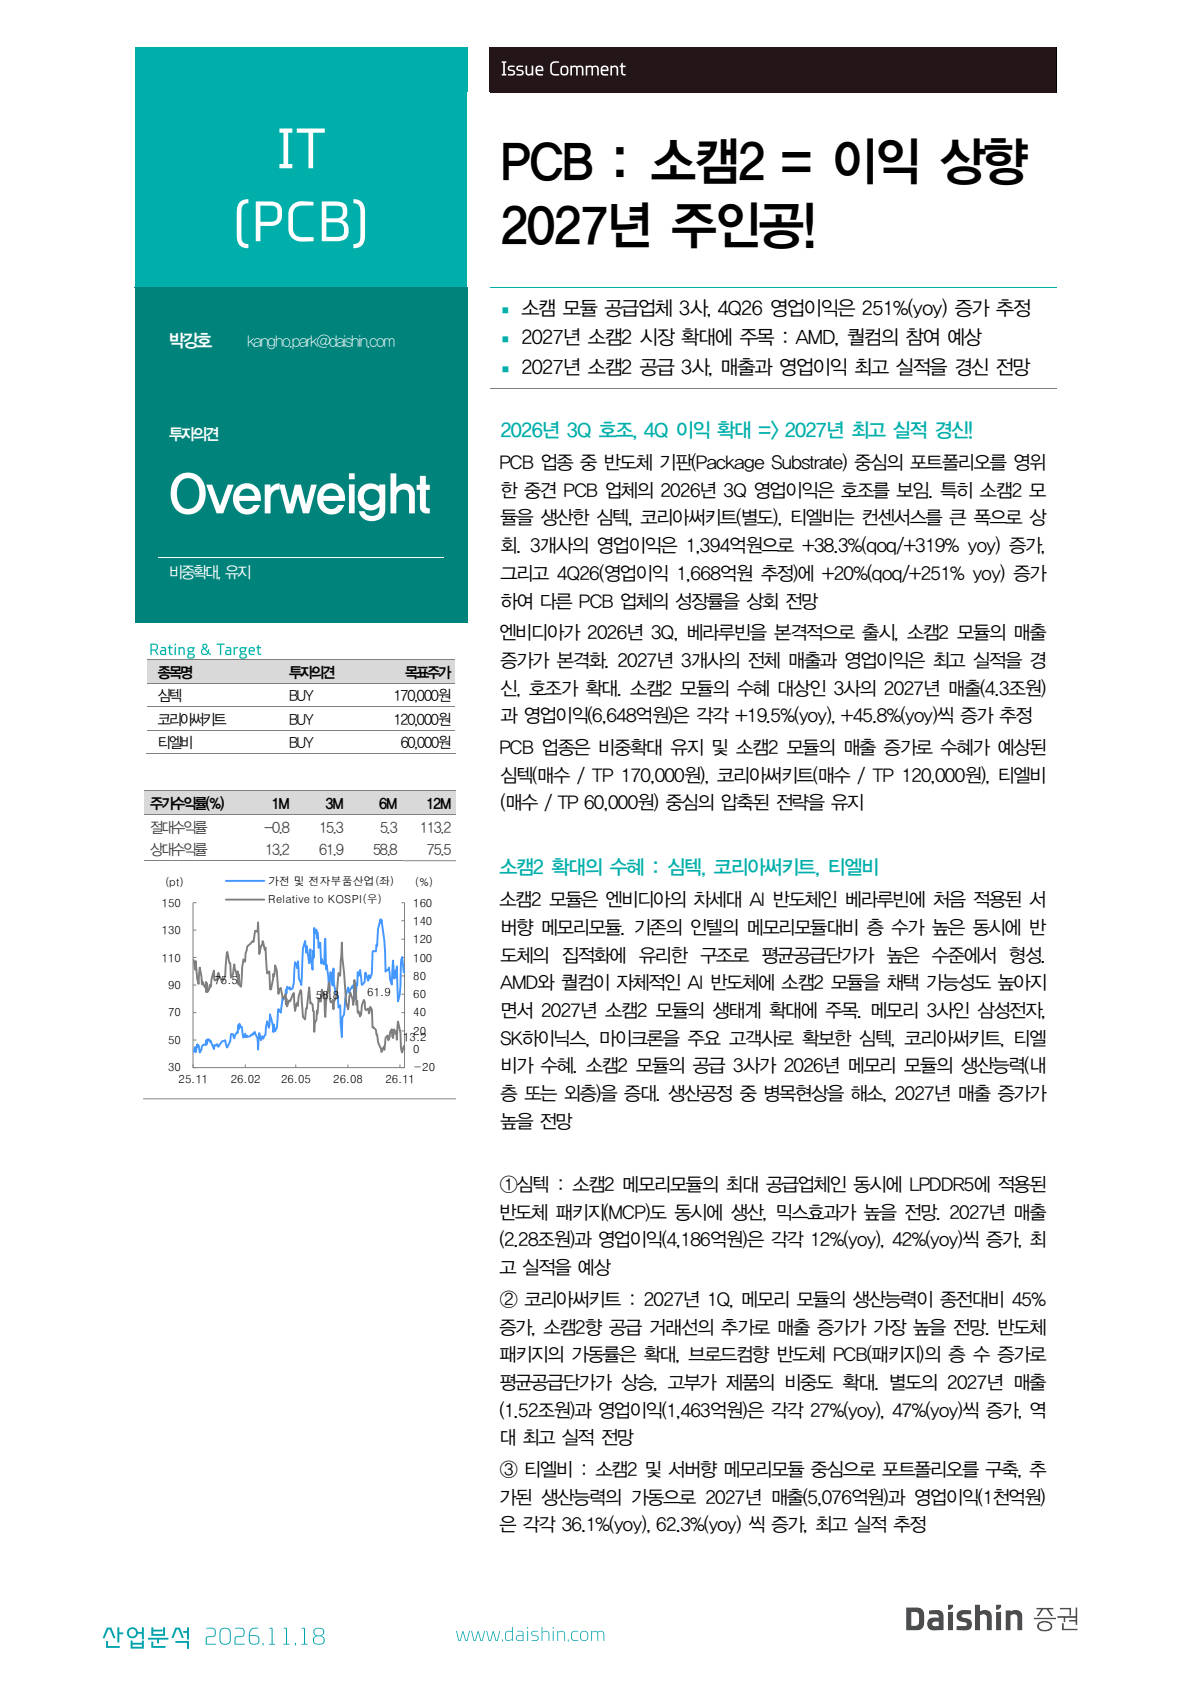 Issue Comment
IT
(PCB)
PCB : 소캠2 = 이익 상향
2027년 주인공!
▪ 소캠 모듈 공급업체 3사, 4Q26 영업이익은 251%(yoy) 증가 추정
▪ 2027년 소캠2 시장 확대에 주목 : AMD, 퀄컴의 참여 예상
▪ 2027년 소캠2 공급 3사, 매출과 영업이익 최고 실적을 경신 전망
박강호 kangho.park@daishin.com
투자의견
Overweight
비중확대, 유지
Rating & Target
종목명 투자의견 목표주가
심텍 BUY 170,000원
코리아써키트 BUY 120,000원
티엘비 BUY 60,000원
주가수익률(%) 1M 3M 6M 12M
절대수익률 -0.8 15.3 5.3 113.2
상대수익률 13.2 61.9 58.8 75.5
(pt) 가전 및 전자부품산업(좌) (%)
Relative to KOSPI(우)
150 160
140
130
120
110 100
90 80
70 60
40
50 20
0
30 -20
75.5
58.8
61.9
13.2
25.11 26.02 26.05 26.08 26.11
2026년 3Q 호조, 4Q 이익 확대 => 2027년 최고 실적 경신!
PCB 업종 중 반도체 기판(Package Substrate) 중심의 포트폴리오를 영위
한 중견 PCB 업체의 2026년 3Q 영업이익은 호조를 보임. 특히 소캠2 모
듈을 생산한 심텍, 코리아써키트(별도), 티엘비는 컨센서스를 큰 폭으로 상
회. 3개사의 영업이익은 1,394억원으로 +38.3%(qoq/+319% yoy) 증가,
그리고 4Q26(영업이익 1,668억원 추정)에 +20%(qoq/+251% yoy) 증가
하여 다른 PCB 업체의 성장률을 상회 전망
엔비디아가 2026년 3Q, 베라루빈을 본격적으로 출시, 소캠2 모듈의 매출
증가가 본격화. 2027년 3개사의 전체 매출과 영업이익은 최고 실적을 경
신, 호조가 확대. 소캠2 모듈의 수혜 대상인 3사의 2027년 매출(4.3조원)
과 영업이익(6,648억원)은 각각 +19.5%(yoy), +45.8%(yoy)씩 증가 추정
PCB 업종은 비중확대 유지 및 소캠2 모듈의 매출 증가로 수혜가 예상된
심텍(매수 / TP 170,000원), 코리아써키트(매수 / TP 120,000원), 티엘비
(매수 / TP 60,000원) 중심의 압축된 전략을 유지
소캠2 확대의 수혜 : 심텍, 코리아써키트, 티엘비
소캠2 모듈은 엔비디아의 차세대 AI 반도체인 베라루빈에 처음 적용된 서
버향 메모리모듈. 기존의 인텔의 메모리모듈대비 층 수가 높은 동시에 반
도체의 집적화에 유리한 구조로 평균공급단가가 높은 수준에서 형성.
AMD와 퀄컴이 자체적인 AI 반도체에 소캠2 모듈을 채택 가능성도 높아지
면서 2027년 소캠2 모듈의 생태계 확대에 주목. 메모리 3사인 삼성전자,
SK하이닉스, 마이크론을 주요 고객사로 확보한 심텍, 코리아써키트, 티엘
비가 수혜. 소캠2 모듈의 공급 3사가 2026년 메모리 모듈의 생산능력(내
층 또는 외층)을 증대. 생산공정 중 병목현상을 해소, 2027년 매출 증가가
높을 전망
①심텍 : 소캠2 메모리모듈의 최대 공급업체인 동시에 LPDDR5에 적용된
반도체 패키지(MCP)도 동시에 생산, 믹스효과가 높을 전망. 2027년 매출
(2.28조원)과 영업이익(4,186억원)은 각각 12%(yoy), 42%(yoy)씩 증가, 최
고 실적을 예상
② 코리아써키트 : 2027년 1Q, 메모리 모듈의 생산능력이 종전대비 45%
증가, 소캠2향 공급 거래선의 추가로 매출 증가가 가장 높을 전망. 반도체
패키지의 가동률은 확대, 브로드컴향 반도체 PCB(패키지)의 층 수 증가로
평균공급단가가 상승, 고부가 제품의 비중도 확대. 별도의 2027년 매출
(1.52조원)과 영업이익(1,463억원)은 각각 27%(yoy), 47%(yoy)씩 증가, 역
대 최고 실적 전망
③ 티엘비 : 소캠2 및 서버향 메모리모듈 중심으로 포트폴리오를 구축, 추
가된 생산능력의 가동으로 2027년 매출(5,076억원)과 영업이익(1천억원)
은 각각 36.1%(yoy), 62.3%(yoy) 씩 증가, 최고 실적 추정
산업분석 2026.11.18
www.daishin.com
Daishin 증권